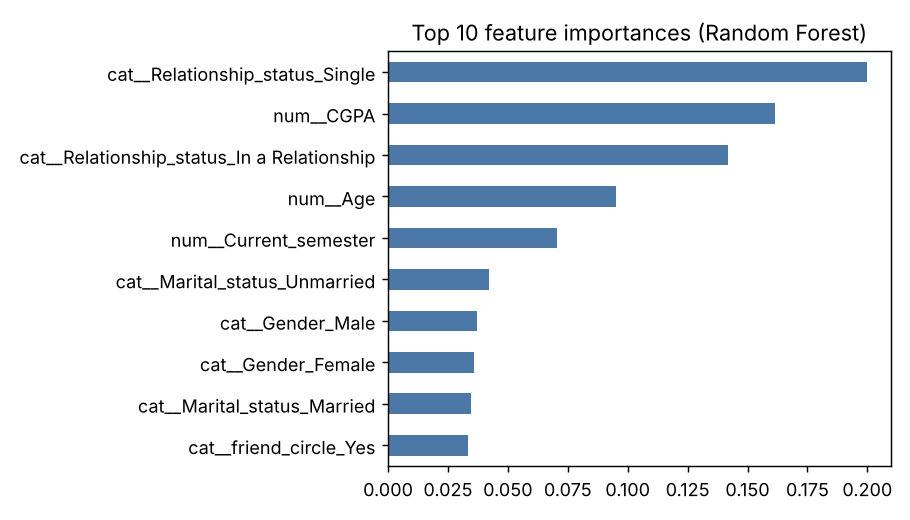 Top 10 feature importances (Random Forest)
cat__Relationship_status_Single
num__CGPA
cat__Relationship_status_In a Relationship
num__Age
num__Current_semester
cat__Marital_status_Unmarried
cat__Gender_Male
cat__Gender_Female
cat__Marital_status_Married
cat__friend_circle_Yes
0.000 0.025 0.050 0.075 0.100 0.125 0.150 0.175 0.200